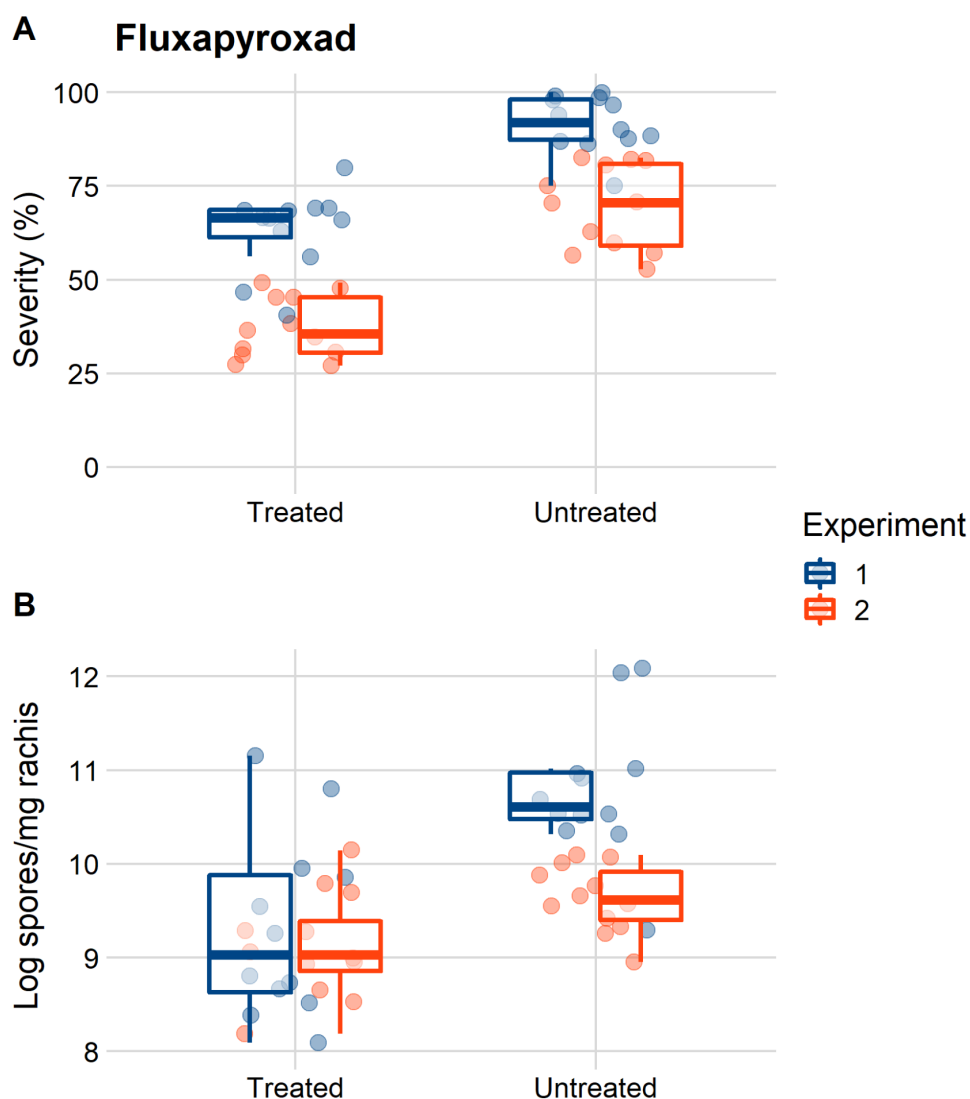 A
Fluxapyroxad
Severity (%)
100
75
50
25
0
Treated Untreated
Experiment
1
2
B
Log spores/mg rachis
12
11
10
9
8
Treated Untreated